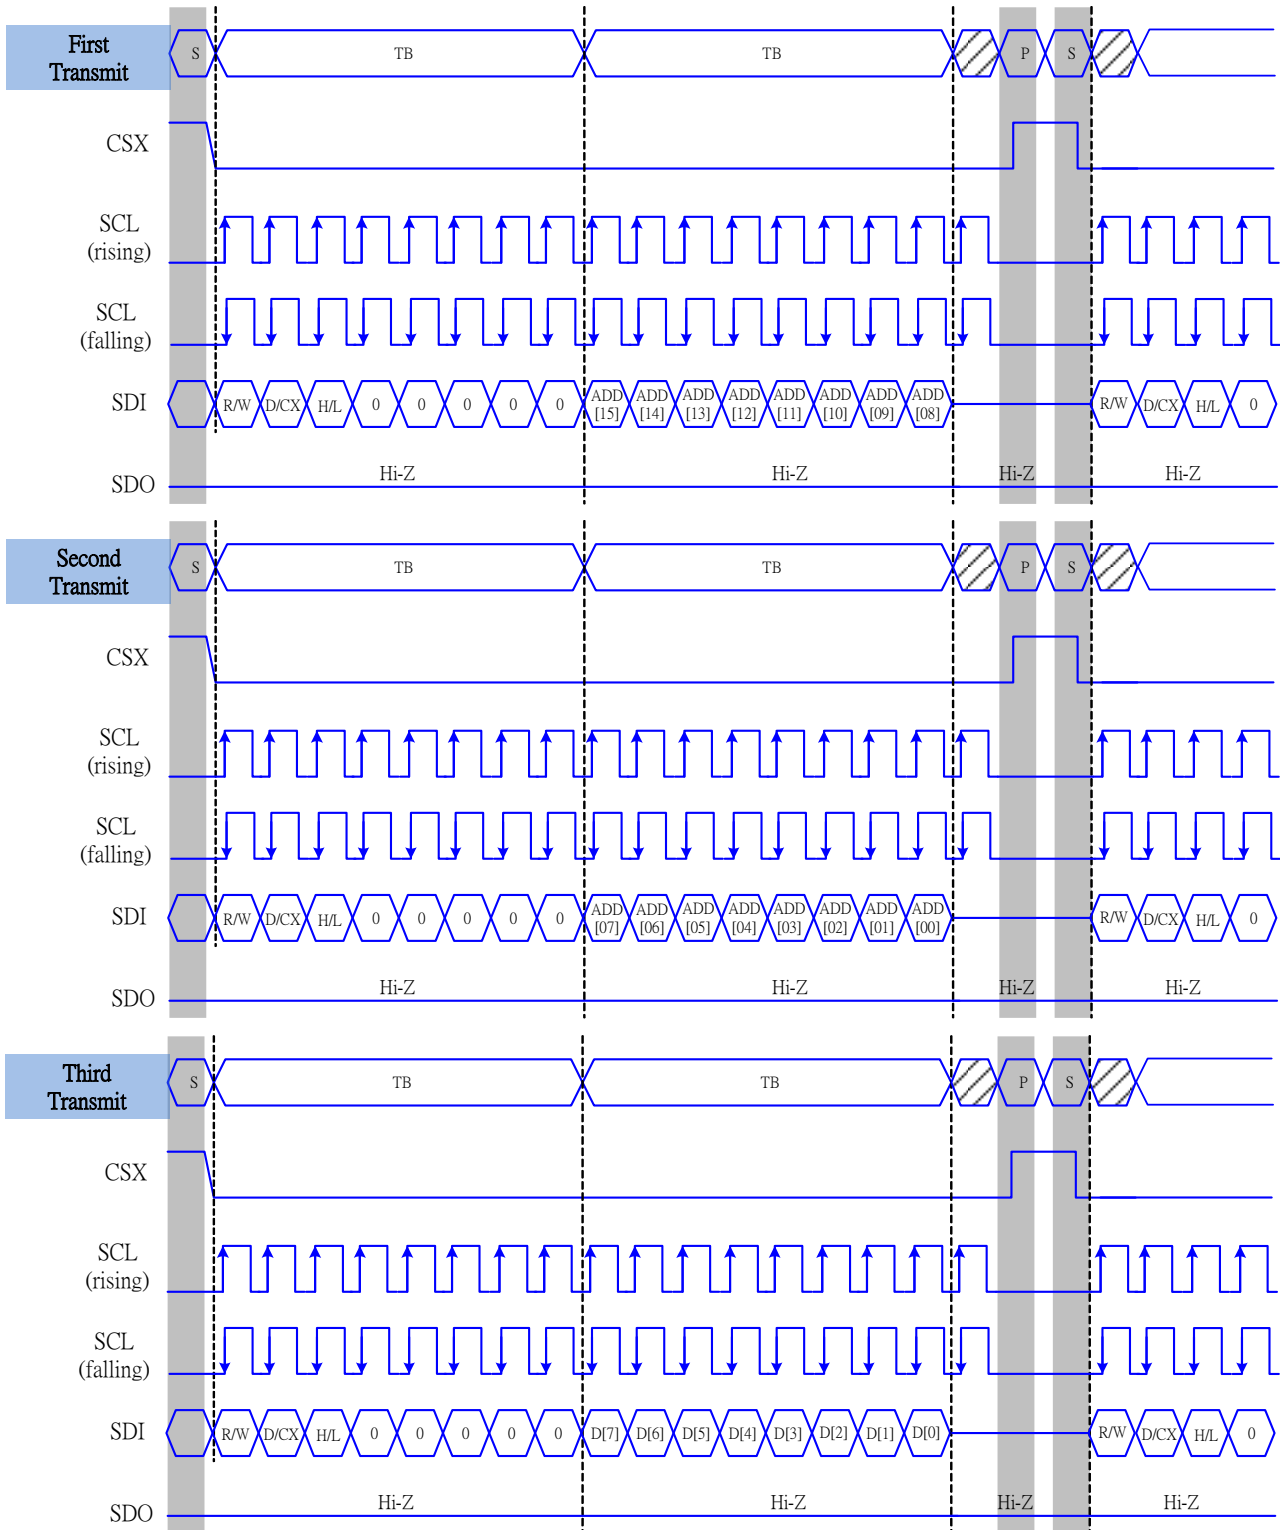 First
Transmit
S TB TB P S
CSX
SCL
(rising)
SCL
(falling)
SDI R/W D/CX H/L 0 0 0 0 0 ADD [15] ADD [14] ADD [13] ADD [12] ADD [11] ADD [10] ADD [09] ADD [08] R/W D/CX H/L 0
SDO Hi-Z Hi-Z Hi-Z Hi-Z
Second
Transmit
S TB TB P S
CSX
SCL
(rising)
SCL
(falling)
SDI R/W D/CX H/L 0 0 0 0 0 ADD [07] ADD [06] ADD [05] ADD [04] ADD [03] ADD [02] ADD [01] ADD [00] R/W D/CX H/L 0
SDO Hi-Z Hi-Z Hi-Z Hi-Z
Third
Transmit
S TB TB P S
CSX
SCL
(rising)
SCL
(falling)
SDI R/W D/CX H/L 0 0 0 0 0 D[7] D[6] D[5] D[4] D[3] D[2] D[1] D[0] R/W D/CX H/L 0
SDO Hi-Z Hi-Z Hi-Z Hi-Z